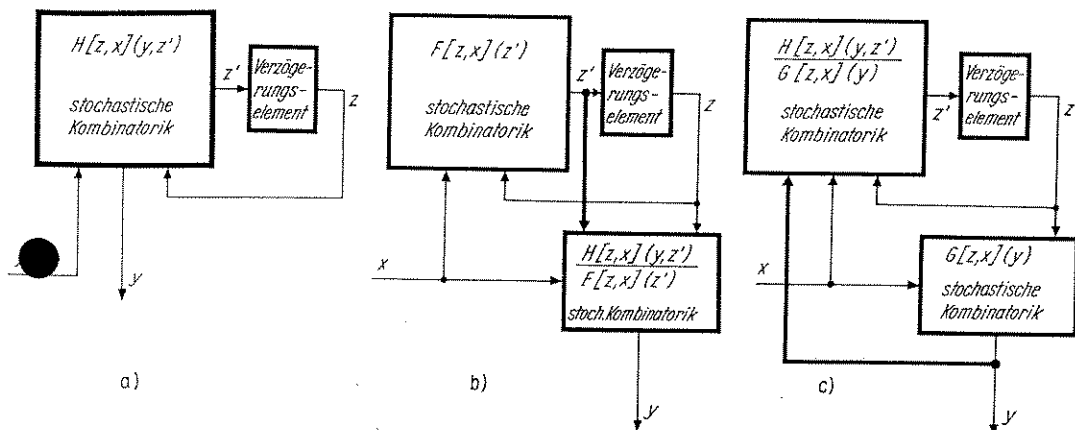 H[z,x](y,z')
stochastische
Kombinatorik
z'
Verzöge-
rungs-
element
z
y
a)
F[z,x](z')
stochastische
Kombinatorik
z'
Verzöge-
rungs-
element
z
x
H[z,x](y,z')
F[z,x](z')
stoch.Kombinatorik
y
b)
H[z,x](y,z')
G[z,x](y)
stochastische
Kombinatorik
z'
Verzöge-
rungs-
element
z
x
G[z,x](y)
stochastische
Kombinatorik
y
c)